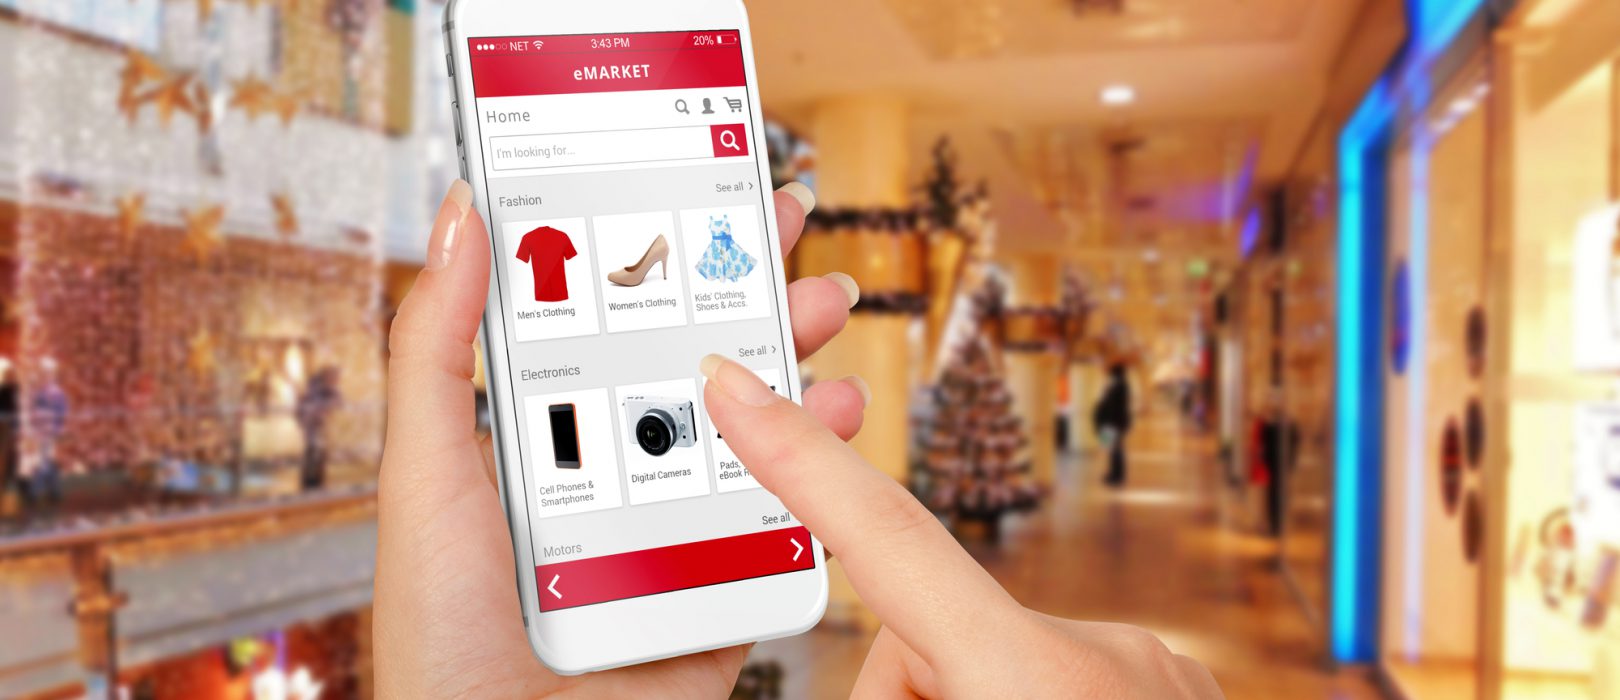 NET 3:43 PM 20%
eMARKET
Home
I'm looking for...
Fashion See all
Men's Clothing
Women's Clothing
Kids' Clothing,
Shoes & Accs.
Electronics See all
Cell Phones &
Smartphones
Digital Cameras
Pads,
eBook
Motors See all